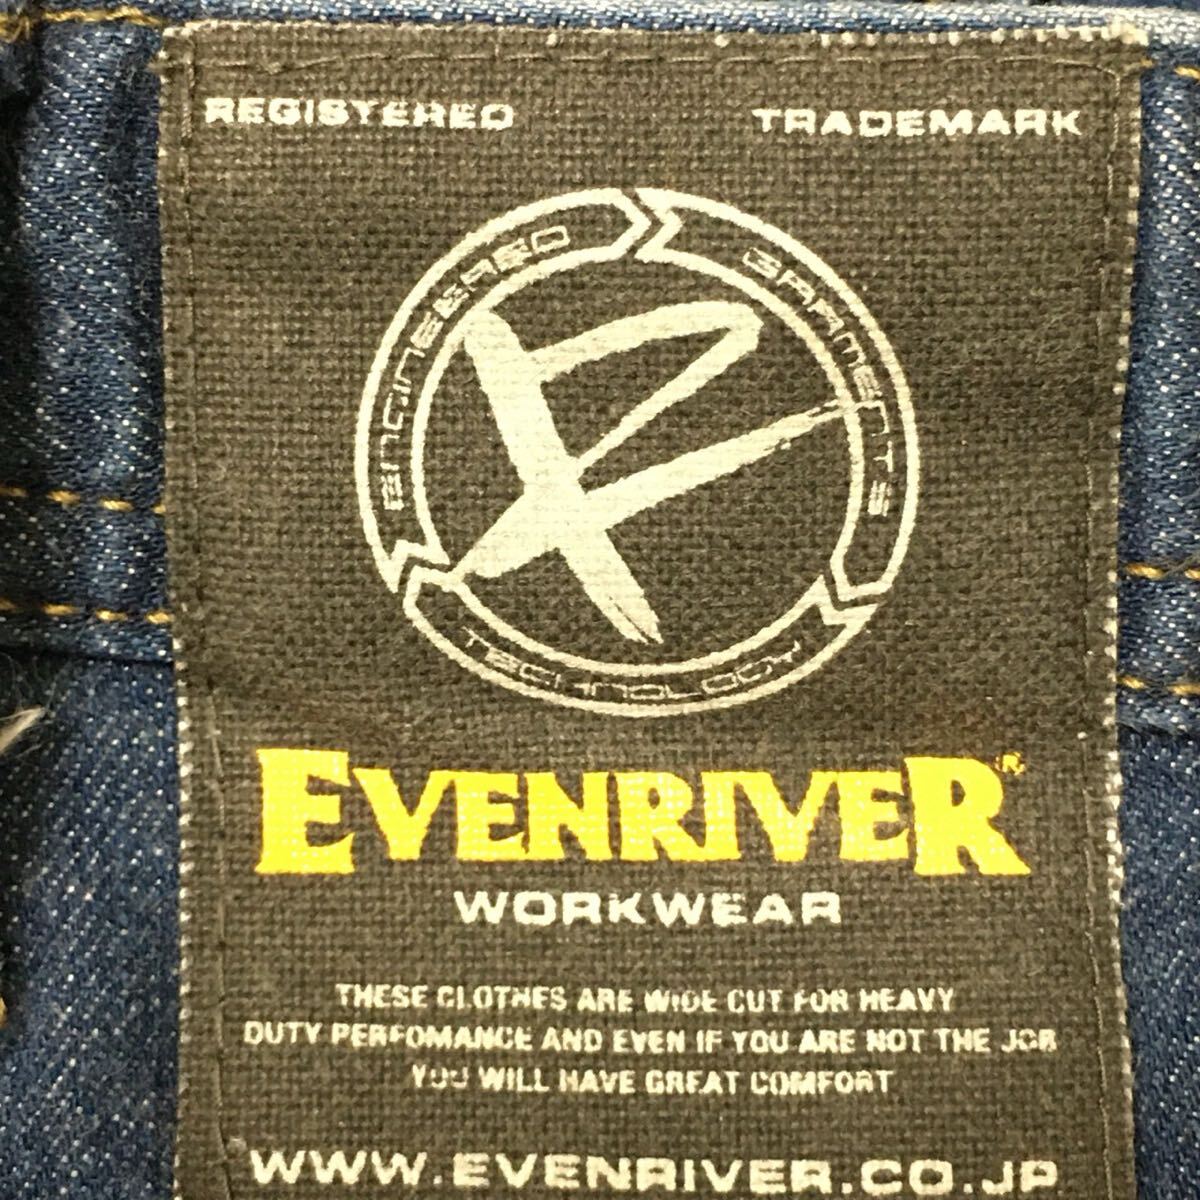 REGISTERED TRADEMARK
ENGINEERED
GARMENTS
TECHNOLOGY
EVENRIVER®
WORKWEAR
THESE CLOTHES ARE WIDE CUT FOR HEAVY
DUTY PERFOMANCE AND EVEN IF YOU ARE NOT THE JOB
YOU WILL HAVE GREAT COMFORT
WWW.EVENRIVER.CO.JP